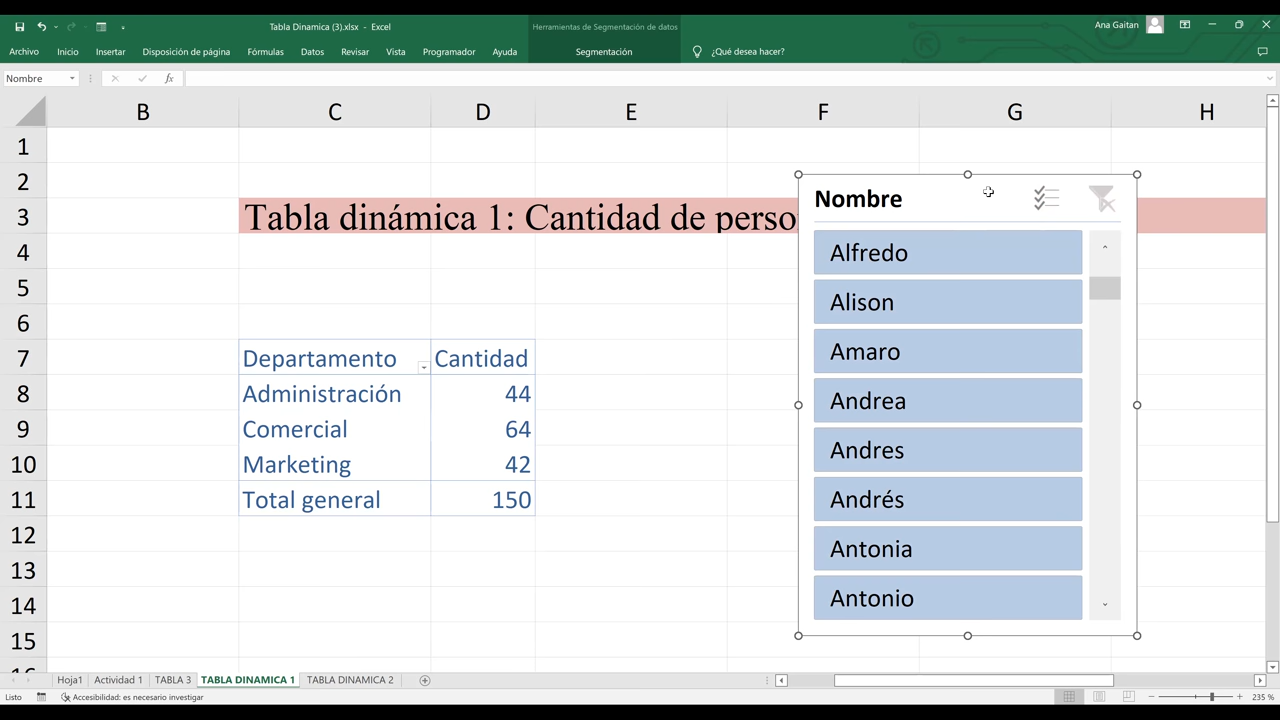 Tabla Dinamica (3).xlsx - Excel
Herramientas de Segmentación de datos
Ana Gaitan
Archivo Inicio Insertar Disposición de página Fórmulas Datos Revisar Vista Programador Ayuda Segmentación ¿Qué desea hacer?
Nombre fx
B C D E F G H
1
2
Nombre
3 Tabla dinámica 1: Cantidad de perso
4 Alfredo
5 Alison
6 Amaro
7 Departamento Cantidad
8 Administración 44 Andrea
9 Comercial 64 Andres
10 Marketing 42
11 Total general 150 Andrés
12 Antonia
13 Antonio
14
15
16
Hoja1 Actividad 1 TABLA 3 TABLA DINAMICA 1 TABLA DINAMICA 2
Listo Accesibilidad: es necesario investigar 235 %